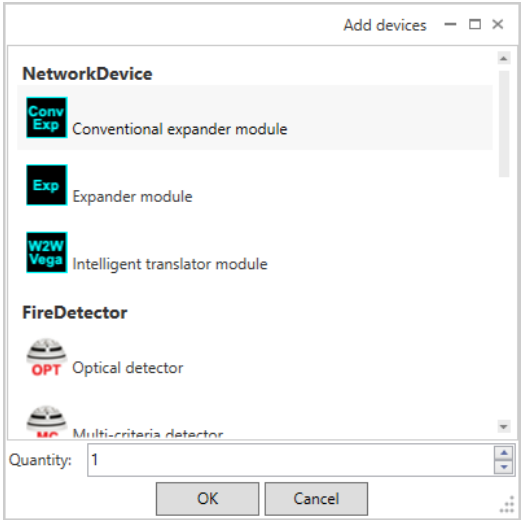 Add devices
NetworkDevice
Conv
Exp
Conventional expander module
Exp
Expander module
W2W
Vega
Intelligent translator module
FireDetector
OPT
Optical detector
MC
Multi-criteria detector
Quantity: 1
OK Cancel